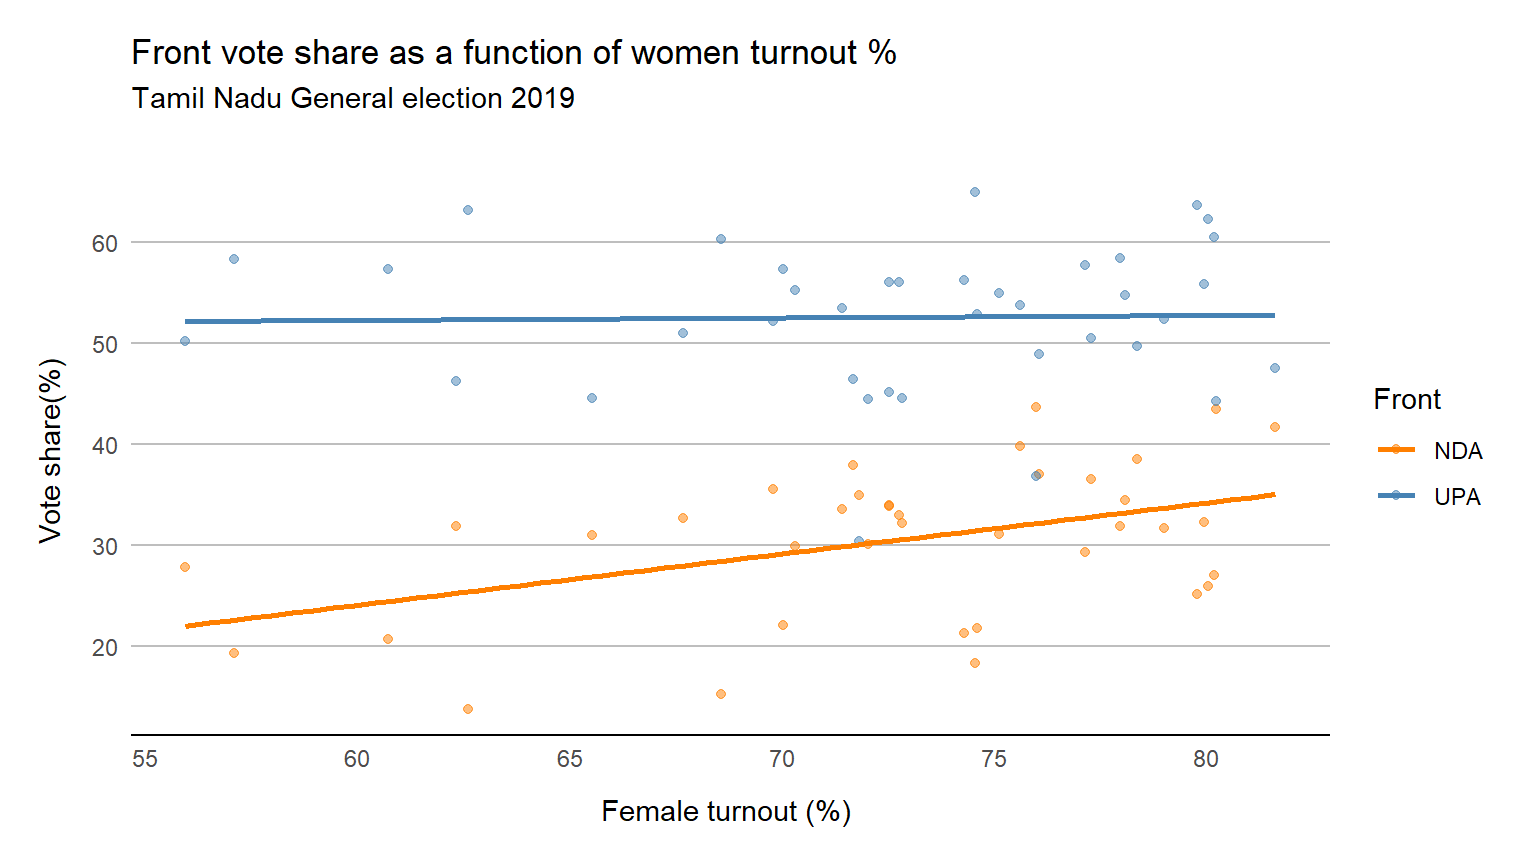 Front vote share as a function of women turnout %
Tamil Nadu General election 2019
60
50
40
30
20
Vote share(%)
55 60 65 70 75 80
Female turnout (%)
Front
NDA
UPA